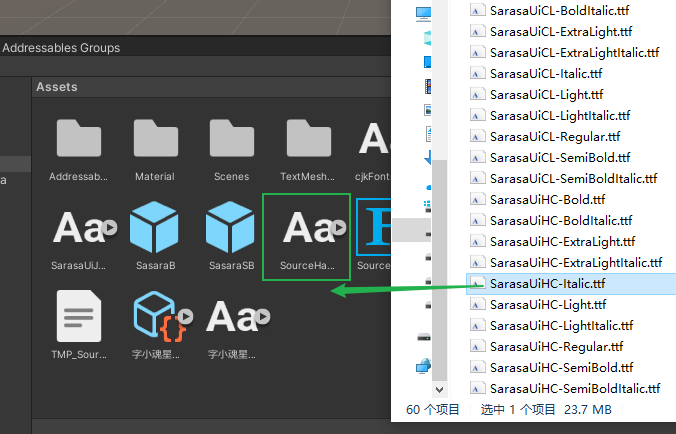 Addressables Groups
Assets
a
Addressab...
Material
Scenes
TextMesh...
cjkFont
SarasaUiJ...
SasaraB
SasaraSB
SourceHa...
Source
TMP_Sour...
字小魂星...
字小魂星...
SarasaUiCL-BoldItalic.ttf
SarasaUiCL-ExtraLight.ttf
SarasaUiCL-ExtraLightItalic.ttf
SarasaUiCL-Italic.ttf
SarasaUiCL-Light.ttf
SarasaUiCL-LightItalic.ttf
SarasaUiCL-Regular.ttf
SarasaUiCL-SemiBold.ttf
SarasaUiCL-SemiBoldItalic.ttf
SarasaUiHC-Bold.ttf
SarasaUiHC-BoldItalic.ttf
SarasaUiHC-ExtraLight.ttf
SarasaUiHC-ExtraLightItalic.ttf
SarasaUiHC-Italic.ttf
SarasaUiHC-Light.ttf
SarasaUiHC-LightItalic.ttf
SarasaUiHC-Regular.ttf
SarasaUiHC-SemiBold.ttf
SarasaUiHC-SemiBoldItalic.ttf
60 个项目 选中 1 个项目 23.7 MB